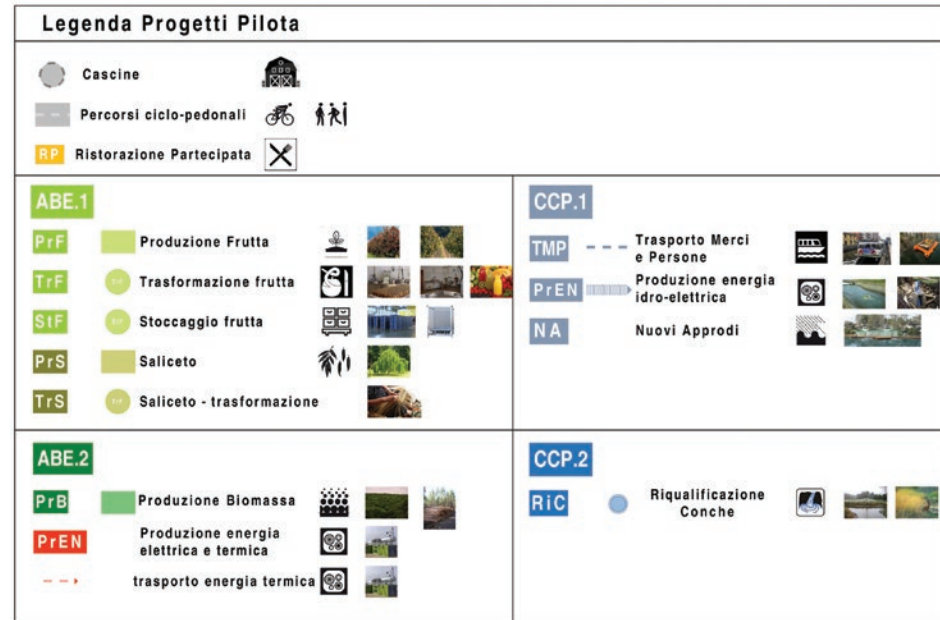 Legenda Progetti Pilota
Cascine
Percorsi ciclo-pedonali
RP Ristorazione Partecipata
ABE.1
PrF Produzione Frutta
TrF Trasformazione frutta
StF Stoccaggio frutta
PrS Saliceto
TrS Saliceto - trasformazione
CCP.1
TMP Trasporto Merci
e Persone
PrEN Produzione energia
idro-elettrica
NA Nuovi Approdi
ABE.2
PrB Produzione Biomassa
PrEN Produzione energia
elettrica e termica
trasporto energia termica
CCP.2
RiC Riqualificazione
Conche